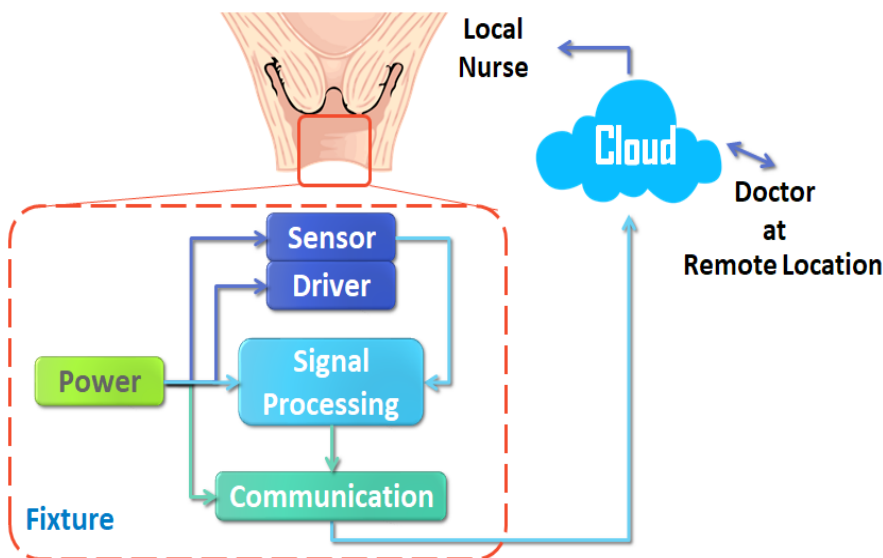 Local
Nurse
Cloud
Doctor
at
Remote Location
Sensor
Driver
Signal
Processing
Power
Communication
Fixture